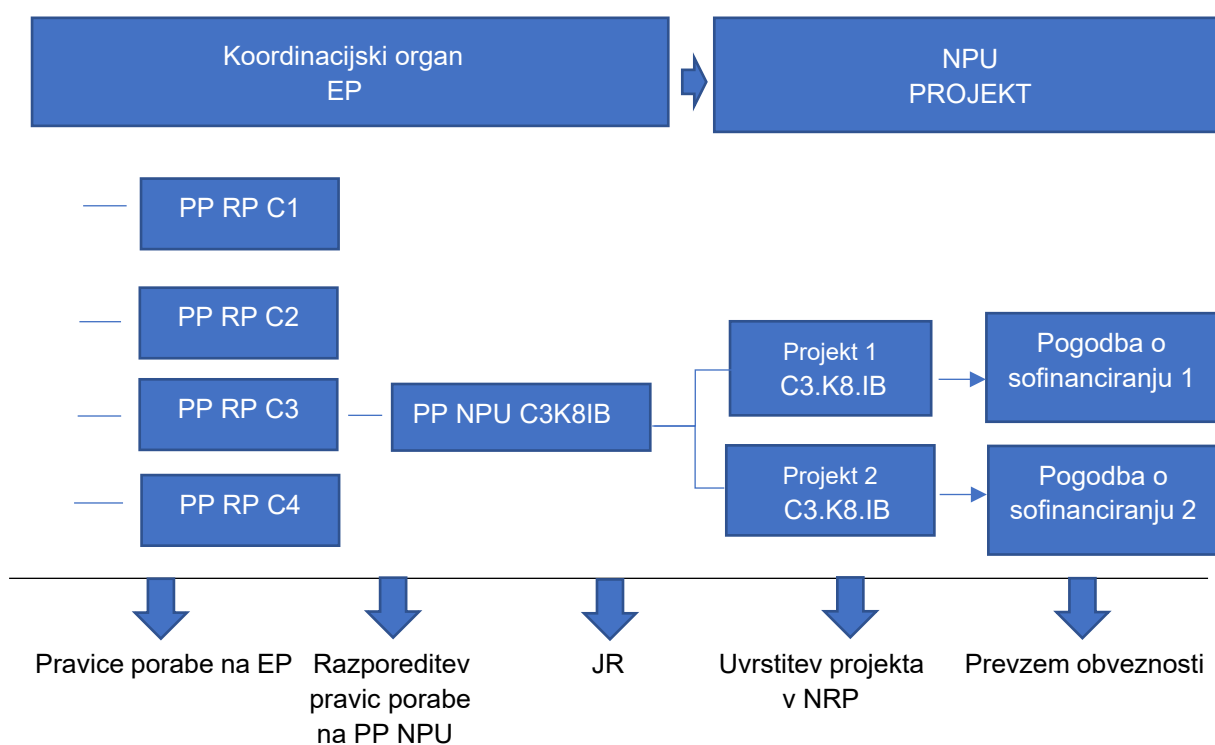 Koordinacijski organ
EP
NPU
PROJEKT
PP RP C1
PP RP C2
PP RP C3
PP RP C4
PP NPU C3K8IB
Projekt 1
C3.K8.IB
Projekt 2
C3.K8.IB
Pogodba o
sofinanciranju 1
Pogodba o
sofinanciranju 2
Pravice porabe na EP
Razporeditev
pravic porabe
na PP NPU
JR
Uvrstitev projekta
v NRP
Prevzem obveznosti